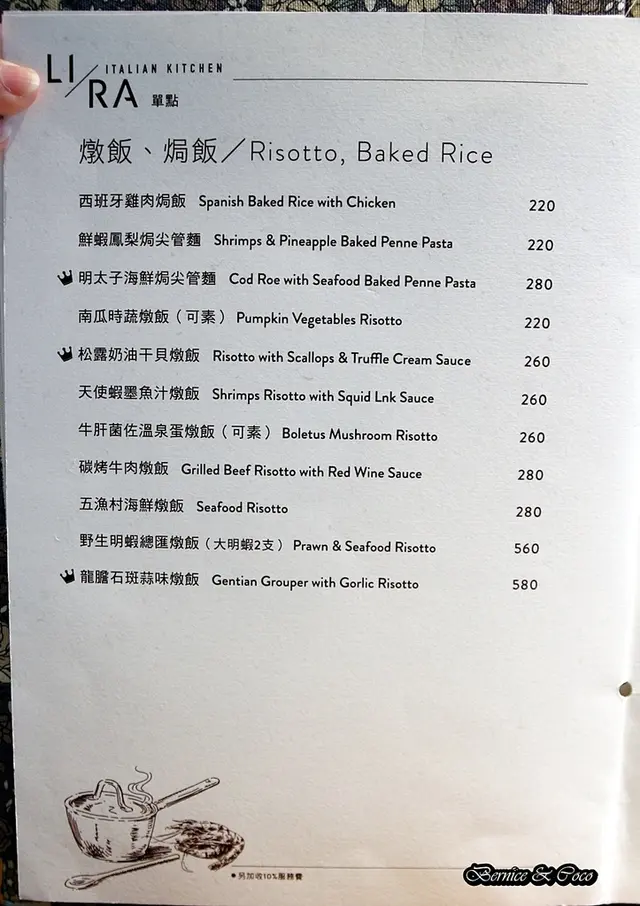 LI/RA ITALIAN KITCHEN
單點
燉飯、焗飯／Risotto, Baked Rice
西班牙雞肉焗飯 Spanish Baked Rice with Chicken 220
鮮蝦鳳梨焗尖管麵 Shrimps & Pineapple Baked Penne Pasta 220
明太子海鮮焗尖管麵 Cod Roe with Seafood Baked Penne Pasta 280
南瓜時蔬燉飯（可素） Pumpkin Vegetables Risotto 220
松露奶油干貝燉飯 Risotto with Scallops & Truffle Cream Sauce 260
天使蝦墨魚汁燉飯 Shrimps Risotto with Squid Lnk Sauce 260
牛肝菌佐溫泉蛋燉飯（可素） Boletus Mushroom Risotto 260
碳烤牛肉燉飯 Grilled Beef Risotto with Red Wine Sauce 280
五漁村海鮮燉飯 Seafood Risotto 280
野生明蝦總匯燉飯（大明蝦2支） Prawn & Seafood Risotto 560
龍膽石斑蒜味燉飯 Gentian Grouper with Gorlic Risotto 580
●另加收10%服務費
Bernice & Coco